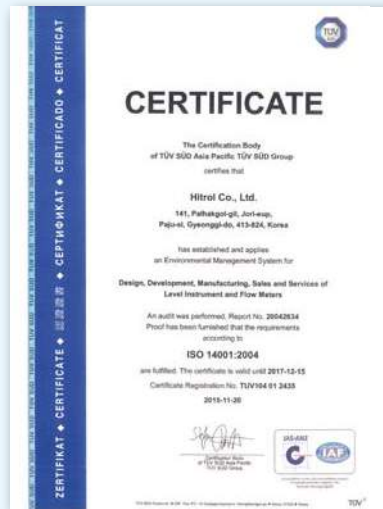 TÜV
CERTIFICATE
The Certification Body
of TÜV SÜD Asia Pacific TÜV SÜD Group
certifies that
Hitrol Co., Ltd.
141, Palhakgol-gil, Jori-eup,
Paju-si, Gyeonggi-do, 413-824, Korea
has established and applies
an Environmental Management System for
Design, Development, Manufacturing, Sales and Services of
Level Instrument and Flow Meters
An audit was performed, Report No. 20042634
Proof has been furnished that the requirements
according to
ISO 14001:2004
are fulfilled. The certificate is valid until 2017-12-15
Certificate Registration No. TUV104 01 2435
2015-11-20
Certification Body
of TÜV SÜD Asia Pacific
TÜV SÜD Group
JAS-ANZ
C
IAF
TÜV
ZERTIFIKAT ◆ CERTIFICATE ◆ ◆ СЕРТИФИКАТ ◆ CERTIFICADO ◆ CERTIFICAT